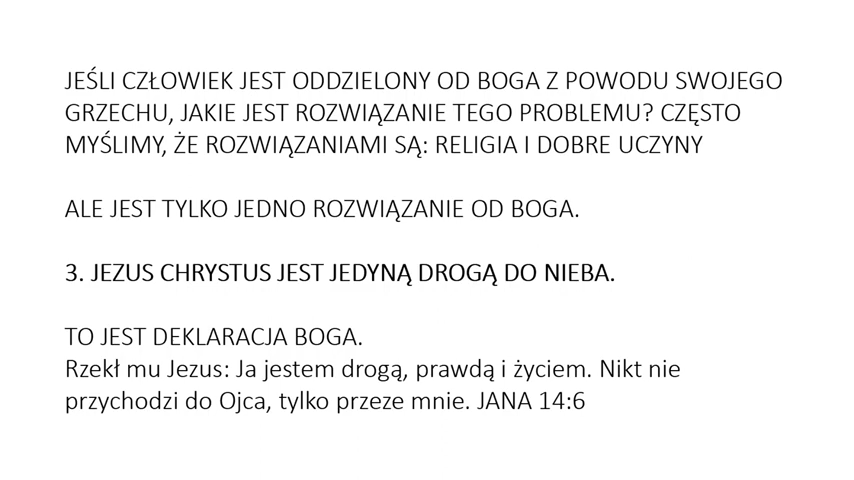 JEŚLI CZŁOWIEK JEST ODDZIELONY OD BOGA Z POWODU SWOJEGO
GRZECHU, JAKIE JEST ROZWIĄZANIE TEGO PROBLEMU? CZĘSTO
MYŚLIMY, ŻE ROZWIĄZANIAMI SĄ: RELIGIA I DOBRE UCZYNY
ALE JEST TYLKO JEDNO ROZWIĄZANIE OD BOGA.
3. JEZUS CHRYSTUS JEST JEDYNĄ DROGĄ DO NIEBA.
TO JEST DEKLARACJA BOGA.
Rzekł mu Jezus: Ja jestem drogą, prawdą i życiem. Nikt nie
przychodzi do Ojca, tylko przeze mnie. JANA 14:6